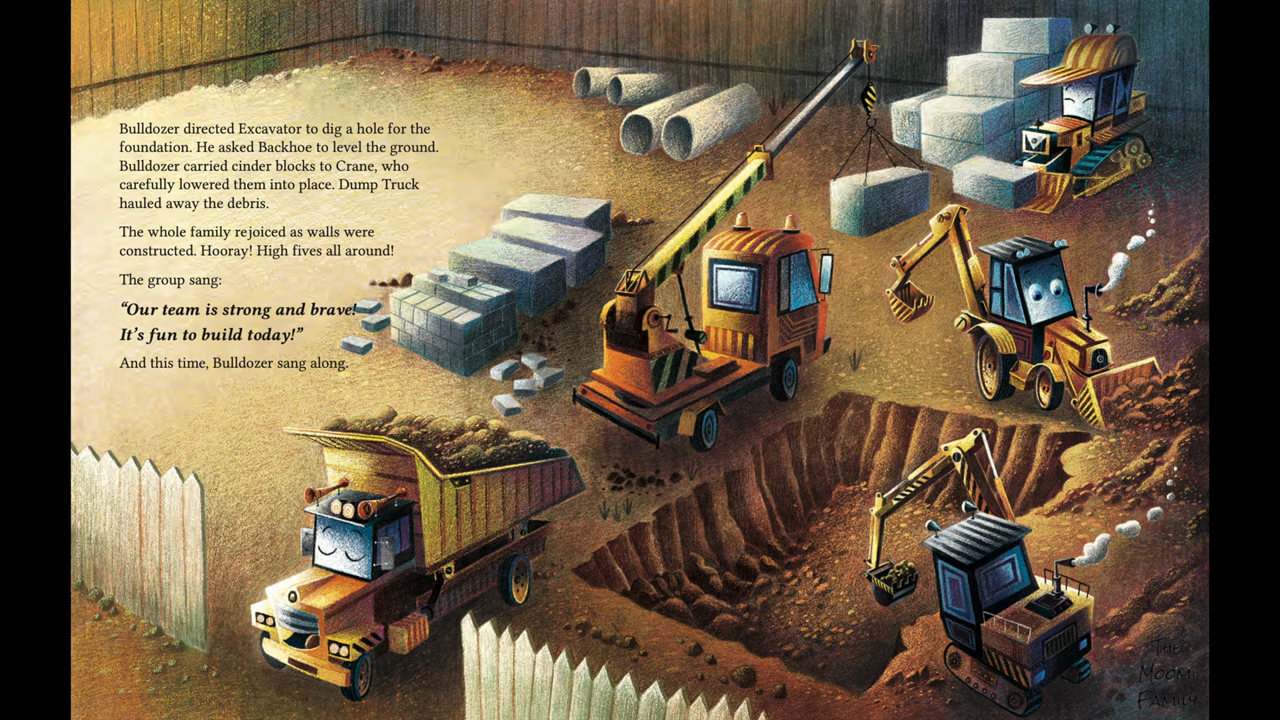 Bulldozer directed Excavator to dig a hole for the
foundation. He asked Backhoe to level the ground.
Bulldozer carried cinder blocks to Crane, who
carefully lowered them into place. Dump Truck
hauled away the debris.
The whole family rejoiced as walls were
constructed. Hooray! High fives all around!
The group sang:
“Our team is strong and brave!
It’s fun to build today!”
And this time, Bulldozer sang along.
THE
FAMILY